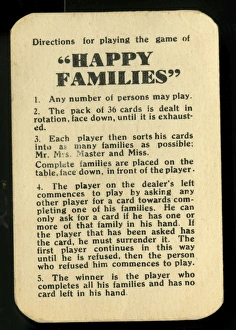 Directions for playing the game of
"HAPPY
FAMILIES"
1. Any number of persons may play.
2. The pack of 36 cards is dealt in
rotation, face down, until it is exhaust-
ed.
3. Each player then sorts his cards
into as many families as possible;
Mr. Mrs. Master and Miss.
Complete families are placed on the
table, face down, in front of the player.
4. The player on the dealer's left
commences to play by asking any
other player for a card towards com-
pleting one of his families. He can
only ask for a card if he has one or
more of that family in his hand. If
the player that has been asked has
the card, he must surrender it. The
first player continues in this way
until he is refused, then the person
who refused him commences to play.
5. The winner is the player who
completes all his families and has no
card left in his hand.